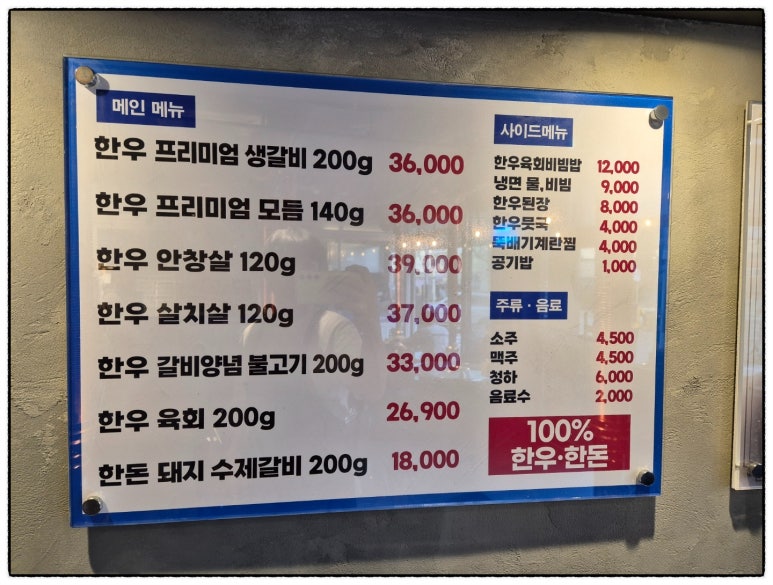 메인 메뉴
한우 프리미엄 생갈비 200g 36,000
한우 프리미엄 모듬 140g 36,000
한우 안창살 120g 39,000
한우 살치살 120g 37,000
한우 갈비양념 불고기 200g 33,000
한우 육회 200g 26,900
한돈 돼지 수제갈비 200g 18,000
사이드메뉴
한우육회비빔밥 12,000
냉면 물,비빔 9,000
한우된장 8,000
한우뭇국 4,000
뚝배기계란찜 4,000
공기밥 1,000
주류·음료
소주 4,500
맥주 4,500
청하 6,000
음료수 2,000
100%
한우·한돈